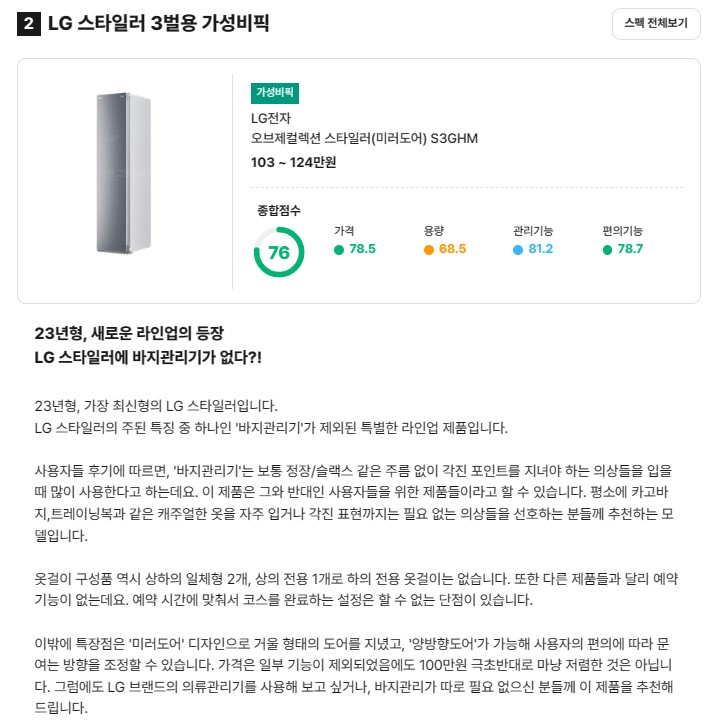 2 LG 스타일러 3벌용 가성비픽
스펙 전체보기
가성비픽
LG전자
오브제컬렉션 스타일러(미러도어) S3GHM
103 ~ 124만원
종합점수
76
가격
78.5
용량
68.5
관리기능
81.2
편의기능
78.7
23년형, 새로운 라인업의 등장
LG 스타일러에 바지관리기가 없다?!
23년형, 가장 최신형의 LG 스타일러입니다.
LG 스타일러의 주된 특징 중 하나인 '바지관리기'가 제외된 특별한 라인업 제품입니다.
사용자들 후기에 따르면, '바지관리기'는 보통 정장/슬랙스 같은 주름 없이 각진 포인트를 지녀야 하는 의상들을 입을
때 많이 사용한다고 하는데요. 이 제품은 그와 반대인 사용자들을 위한 제품들이라고 할 수 있습니다. 평소에 카고바
지,트레이닝복과 같은 캐주얼한 옷을 자주 입거나 각진 표현까지는 필요 없는 의상들을 선호하는 분들께 추천하는 모
델입니다.
옷걸이 구성품 역시 상하의 일체형 2개, 상의 전용 1개로 하의 전용 옷걸이는 없습니다. 또한 다른 제품들과 달리 예약
기능이 없는데요. 예약 시간에 맞춰서 코스를 완료하는 설정은 할 수 없는 단점이 있습니다.
이밖에 특장점은 '미러도어' 디자인으로 거울 형태의 도어를 지녔고, '양방향도어'가 가능해 사용자의 편의에 따라 문
여는 방향을 조정할 수 있습니다. 가격은 일부 기능이 제외되었음에도 100만원 극초반대로 마냥 저렴한 것은 아닙니
다. 그럼에도 LG 브랜드의 의류관리기를 사용해 보고 싶거나, 바지관리가 따로 필요 없으신 분들께 이 제품을 추천해
드립니다.